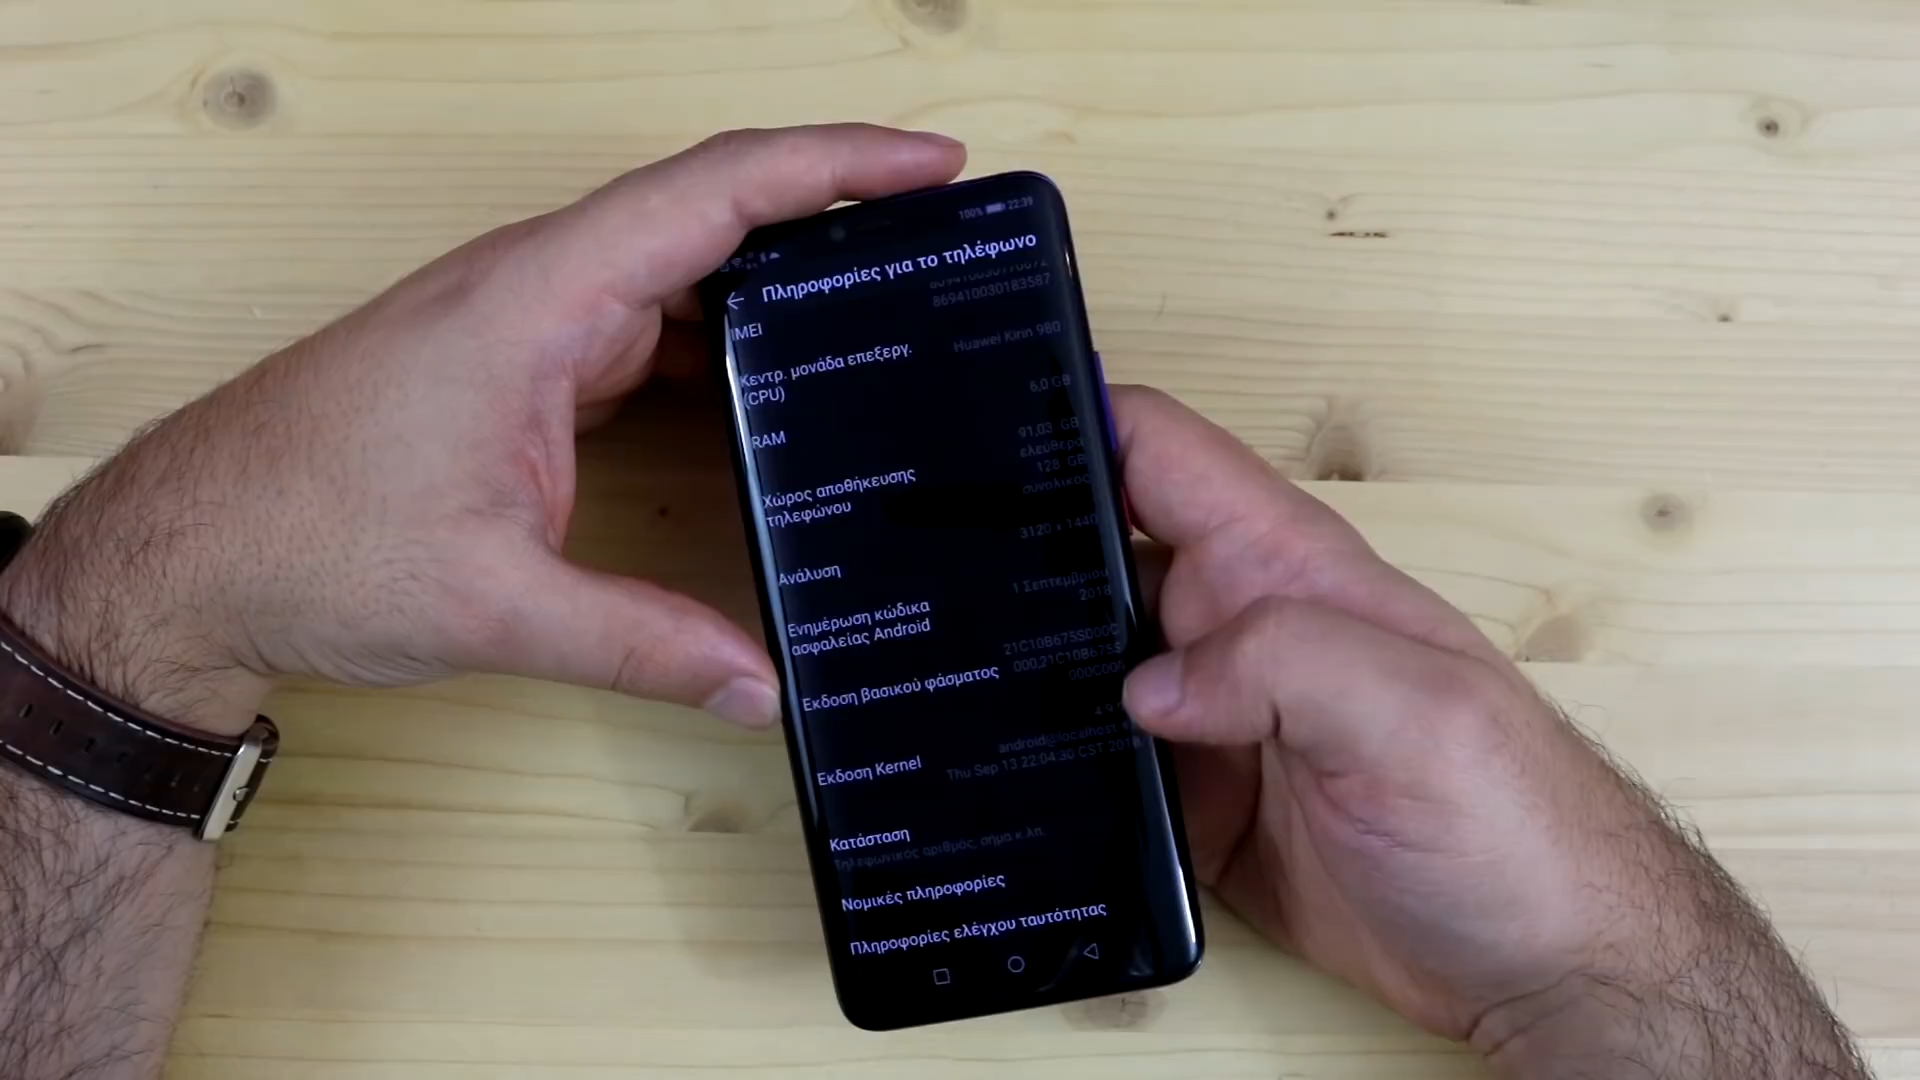 100% 22:39
Πληροφορίες για το τηλέφωνο
869410030183587
IMEI
Κεντρ. μονάδα επεξεργ.
(CPU)
Huawei Kirin 980
RAM
6,0 GB
Χώρος αποθήκευσης
τηλεφώνου
91,03 GB
ελεύθερα
128 GB
συνολικός
Ανάλυση
3120 x 1440
Ενημέρωση κώδικα
ασφαλείας Android
1 Σεπτεμβρίου
2018
Έκδοση βασικού φάσματος
21C10B675S000C
000,21C10B675S
000C000
Έκδοση Kernel
android@localhost
Thu Sep 13 22:04:30 CST 2018
Κατάσταση
Τηλεφωνικός αριθμός, σήμα κ.λπ.
Νομικές πληροφορίες
Πληροφορίες ελέγχου ταυτότητας